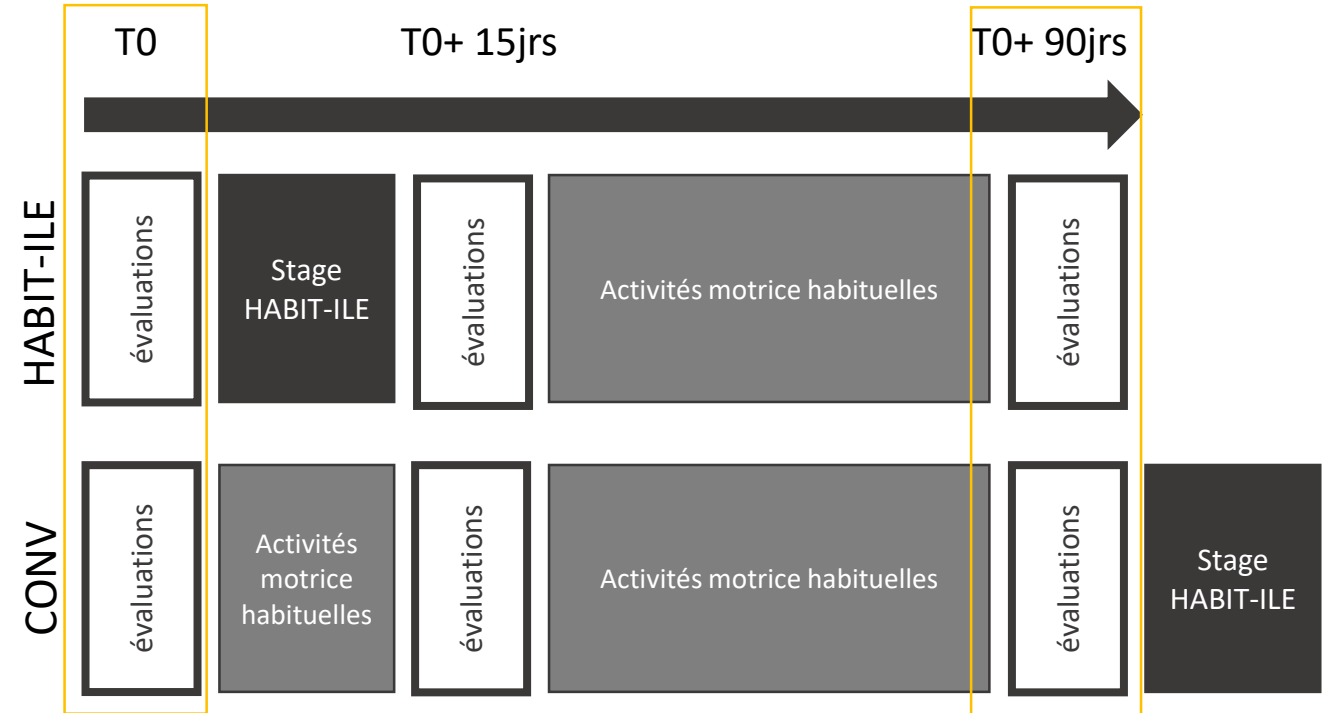 T0
T0+ 15jrs
T0+ 90jrs
HABIT-ILE
évaluations
Stage
HABIT-ILE
évaluations
Activités motrice habituelles
évaluations
CONV
évaluations
Activités
motrice
habituelles
évaluations
Activités motrice habituelles
évaluations
Stage
HABIT-ILE